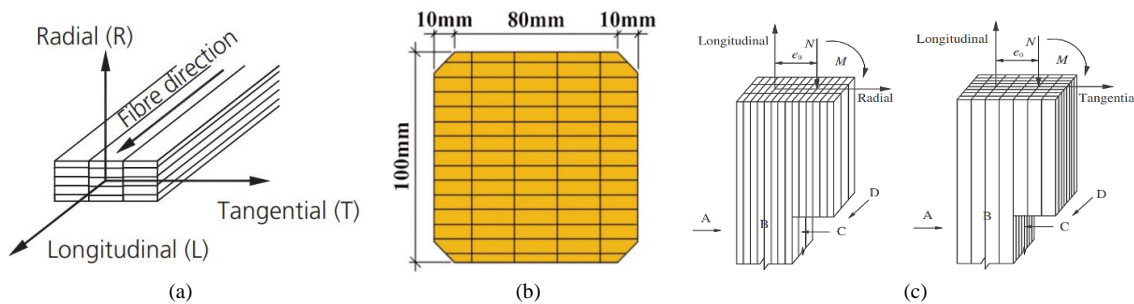 Radial (R)
Fibre direction
Tangential (T)
Longitudinal (L)
(a)
10mm 80mm 10mm
100mm
(b)
Longitudinal
N
M
e₀
Radial
A
B
C
D
Longitudinal
N
M
e₀
Tangentia
A
B
C
D
(c)